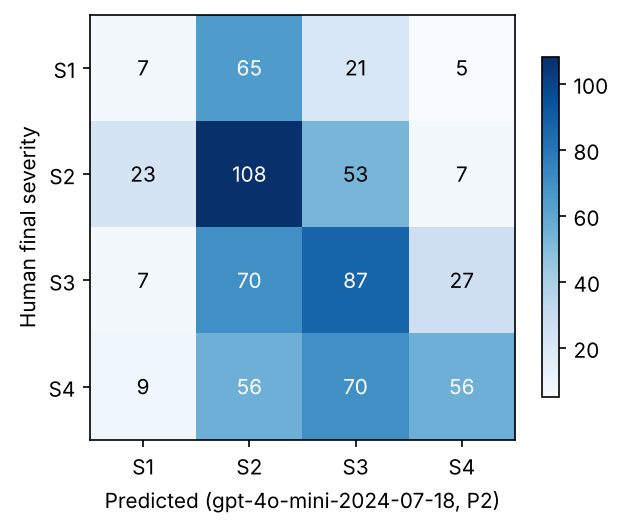 S1 7 65 21 5
S2 23 108 53 7
S3 7 70 87 27
S4 9 56 70 56
S1 S2 S3 S4
Predicted (gpt-4o-mini-2024-07-18, P2)
Human final severity
100
80
60
40
20